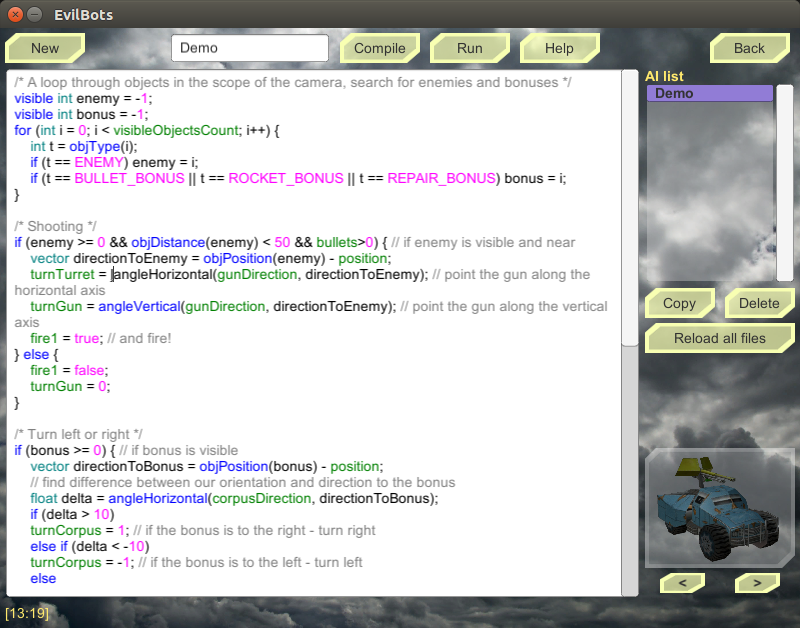 EvilBots
New Demo Compile Run Help Back
/* A loop through objects in the scope of the camera, search for enemies and bonuses */
visible int enemy = -1;
visible int bonus = -1;
for (int i = 0; i < visibleObjectsCount; i++) {
int t = objType(i);
if (t == ENEMY) enemy = i;
if (t == BULLET_BONUS || t == ROCKET_BONUS || t == REPAIR_BONUS) bonus = i;
}
/* Shooting */
if (enemy >= 0 && objDistance(enemy) < 50 && bullets>0) { // if enemy is visible and near
vector directionToEnemy = objPosition(enemy) - position;
turnTurret = angleHorizontal(gunDirection, directionToEnemy); // point the gun along the
horizontal axis
turnGun = angleVertical(gunDirection, directionToEnemy); // point the gun along the vertical
axis
fire1 = true; // and fire!
} else {
fire1 = false;
turnGun = 0;
}
/* Turn left or right */
if (bonus >= 0) { // if bonus is visible
vector directionToBonus = objPosition(bonus) - position;
// find difference between our orientation and direction to the bonus
float delta = angleHorizontal(corpusDirection, directionToBonus);
if (delta > 10)
turnCorpus = 1; // if the bonus is to the right - turn right
else if (delta < -10)
turnCorpus = -1; // if the bonus is to the left - turn left
else
AI list
Demo
Copy Delete
Reload all files
< >
[13:19]